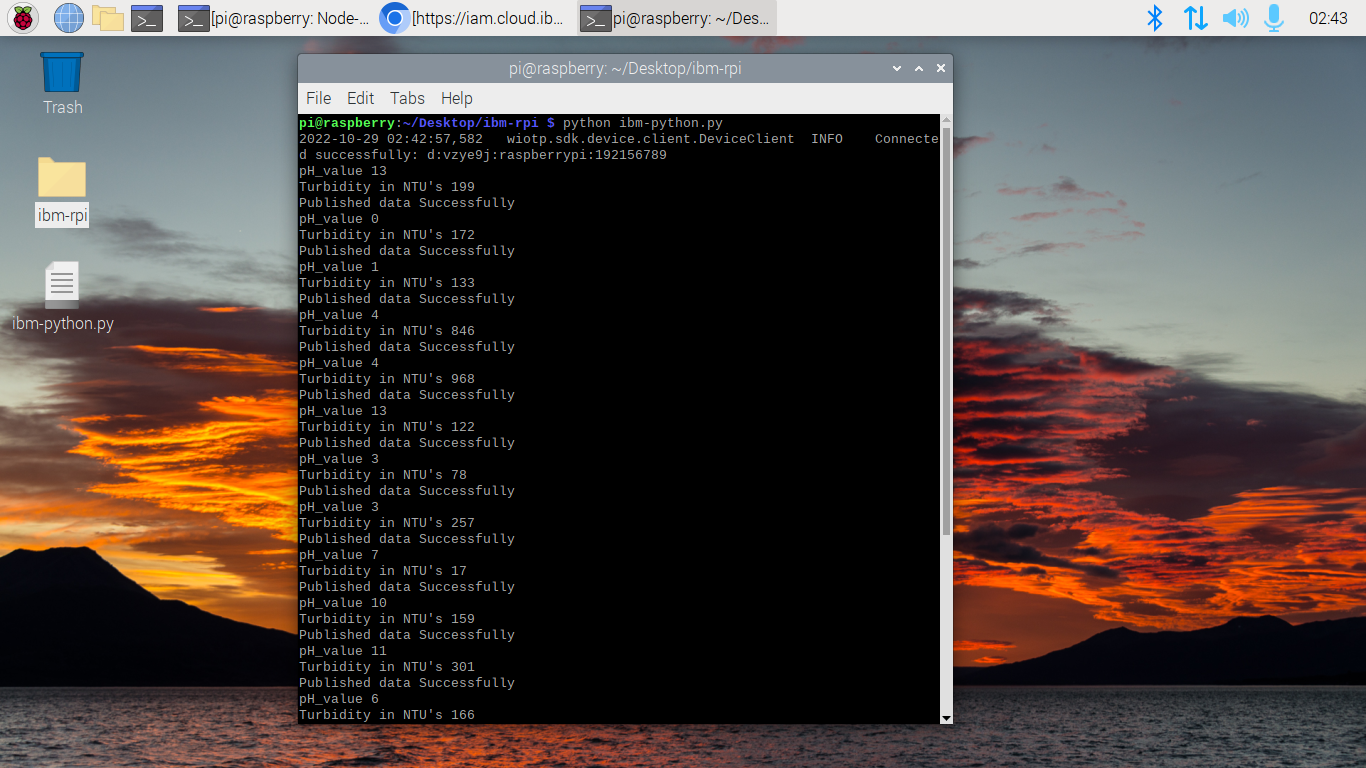 [pi@raspberry: Node-...
[https://iam.cloud.ib...
pi@raspberry: ~/Des...
02:43
Trash
ibm-rpi
ibm-python.py
pi@raspberry: ~/Desktop/ibm-rpi
File Edit Tabs Help
pi@raspberry:~/Desktop/ibm-rpi $ python ibm-python.py
2022-10-29 02:42:57,582   wiotp.sdk.device.client.DeviceClient  INFO    Connecte
d successfully: d:vzye9j:raspberrypi:192156789
pH_value 13
Turbidity in NTU's 199
Published data Successfully
pH_value 0
Turbidity in NTU's 172
Published data Successfully
pH_value 1
Turbidity in NTU's 133
Published data Successfully
pH_value 4
Turbidity in NTU's 846
Published data Successfully
pH_value 4
Turbidity in NTU's 968
Published data Successfully
pH_value 13
Turbidity in NTU's 122
Published data Successfully
pH_value 3
Turbidity in NTU's 78
Published data Successfully
pH_value 3
Turbidity in NTU's 257
Published data Successfully
pH_value 7
Turbidity in NTU's 17
Published data Successfully
pH_value 10
Turbidity in NTU's 159
Published data Successfully
pH_value 11
Turbidity in NTU's 301
Published data Successfully
pH_value 6
Turbidity in NTU's 166